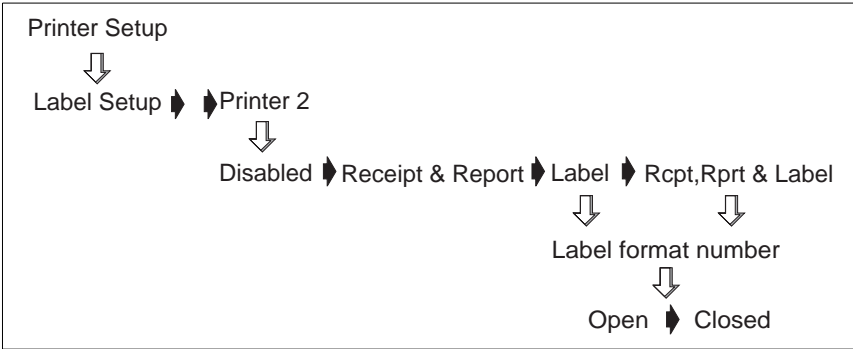 Printer Setup
Label Setup Printer 2
Disabled Receipt & Report Label Rcpt,Rprt & Label
Label format number
Open Closed